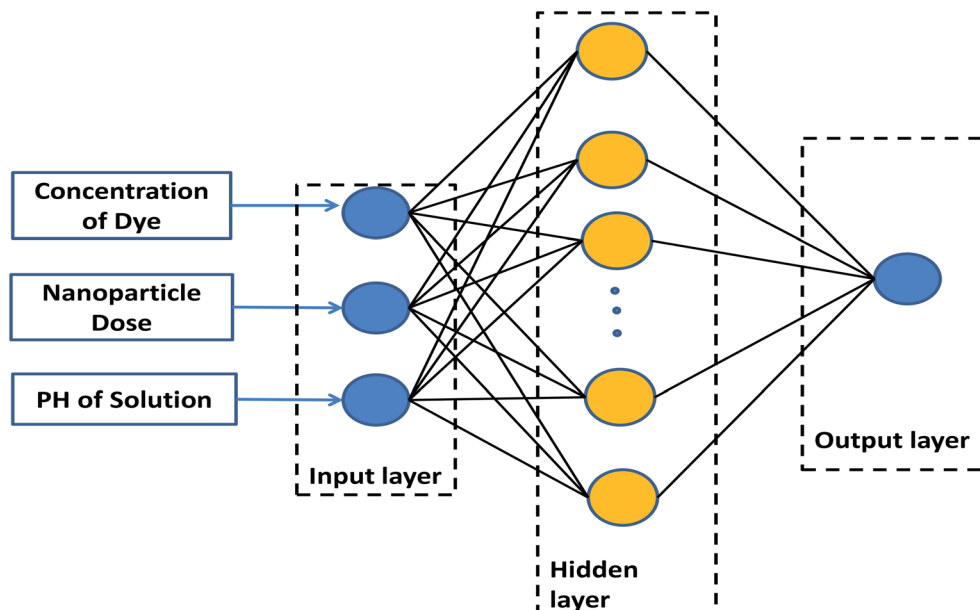 Concentration
of Dye
Nanoparticle
Dose
PH of Solution
Input layer
Hidden
layer
Output layer